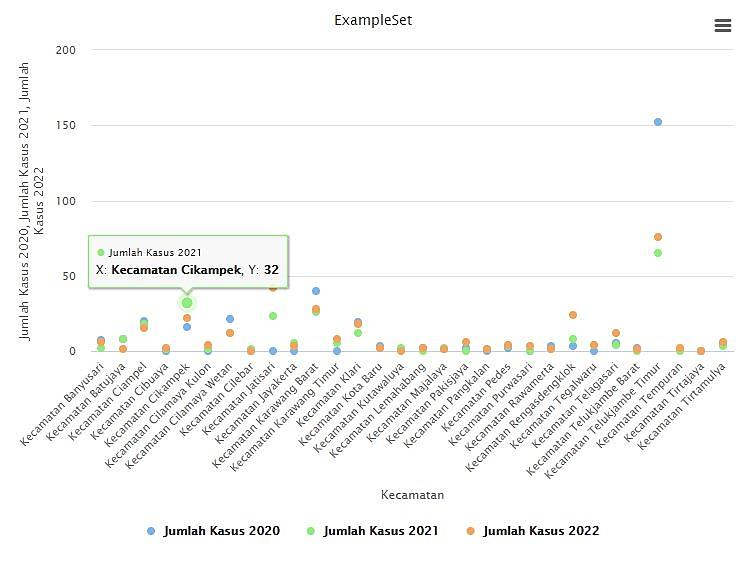 ExampleSet
200
150
100
50
0
Jumlah Kasus 2020, Jumlah Kasus 2021, Jumlah
Kasus 2022
Jumlah Kasus 2021
X: Kecamatan Cikampek, Y: 32
Kecamatan Banyusari
Kecamatan Batujaya
Kecamatan Ciampel
Kecamatan Cibuaya
Kecamatan Cikampek
Kecamatan Cilamaya Kulon
Kecamatan Cilamaya Wetan
Kecamatan Cilebar
Kecamatan Jatisari
Kecamatan Jayakerta
Kecamatan Karawang Barat
Kecamatan Karawang Timur
Kecamatan Klari
Kecamatan Kota Baru
Kecamatan Kutawaluya
Kecamatan Lemahabang
Kecamatan Majalaya
Kecamatan Pakisjaya
Kecamatan Pangkalan
Kecamatan Pedes
Kecamatan Purwasari
Kecamatan Rawamerta
Kecamatan Rengasdengklok
Kecamatan Tegalwaru
Kecamatan Telagasari
Kecamatan Telukjambe Barat
Kecamatan Telukjambe Timur
Kecamatan Tempuran
Kecamatan Tirtajaya
Kecamatan Tirtamulya
Kecamatan
Jumlah Kasus 2020
Jumlah Kasus 2021
Jumlah Kasus 2022